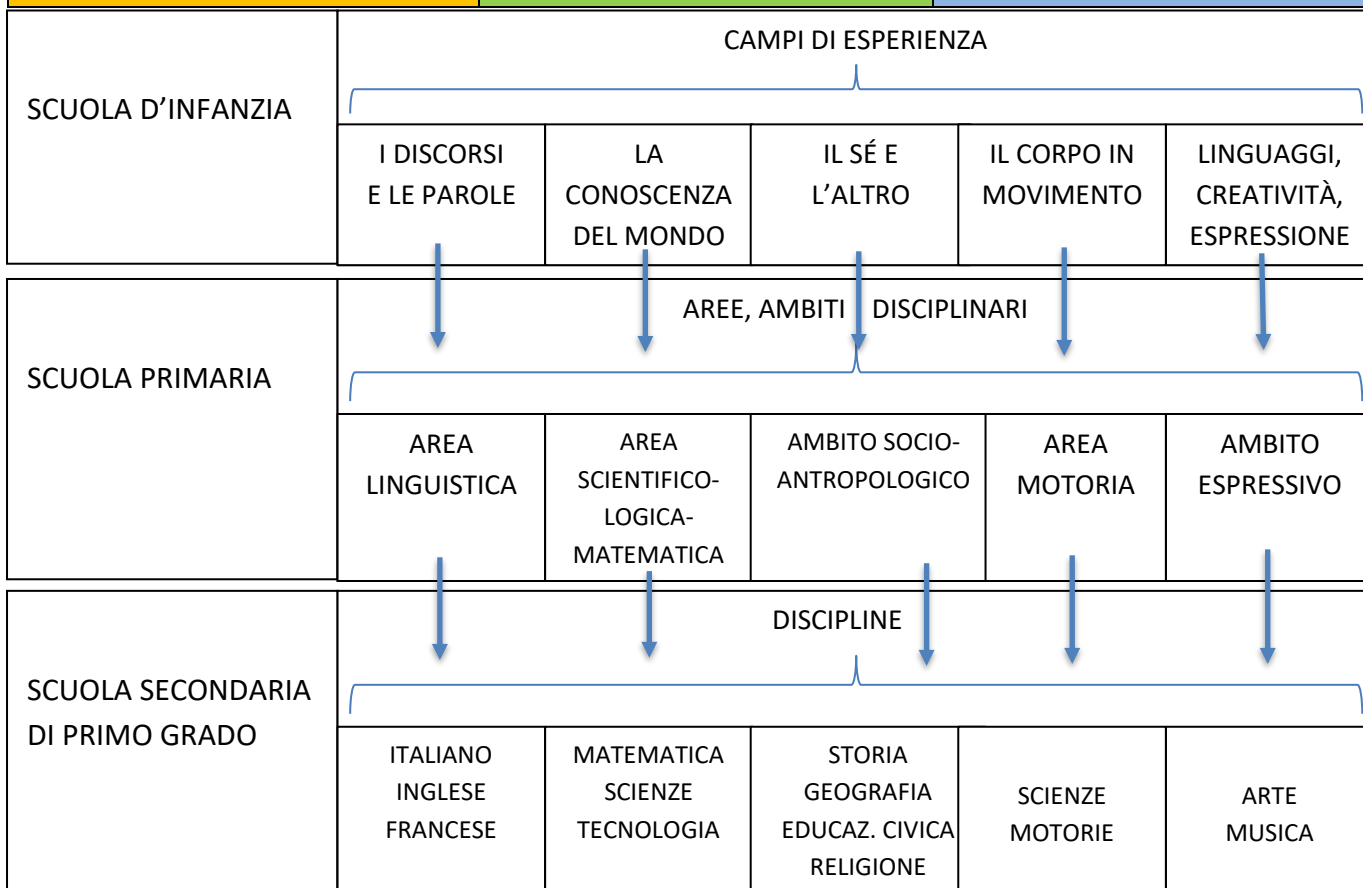 CAMPI DI ESPERIENZA
SCUOLA D’INFANZIA
I DISCORSI
E LE PAROLE
LA
CONOSCENZA
DEL MONDO
IL SÉ E
L’ALTRO
IL CORPO IN
MOVIMENTO
LINGUAGGI,
CREATIVITÀ,
ESPRESSIONE
AREE, AMBITI DISCIPLINARI
SCUOLA PRIMARIA
AREA
LINGUISTICA
AREA
SCIENTIFICO-
LOGICA-
MATEMATICA
AMBITO SOCIO-
ANTROPOLOGICO
AREA
MOTORIA
AMBITO
ESPRESSIVO
DISCIPLINE
SCUOLA SECONDARIA
DI PRIMO GRADO
ITALIANO
INGLESE
FRANCESE
MATEMATICA
SCIENZE
TECNOLOGIA
STORIA
GEOGRAFIA
EDUCAZ. CIVICA
RELIGIONE
SCIENZE
MOTORIE
ARTE
MUSICA